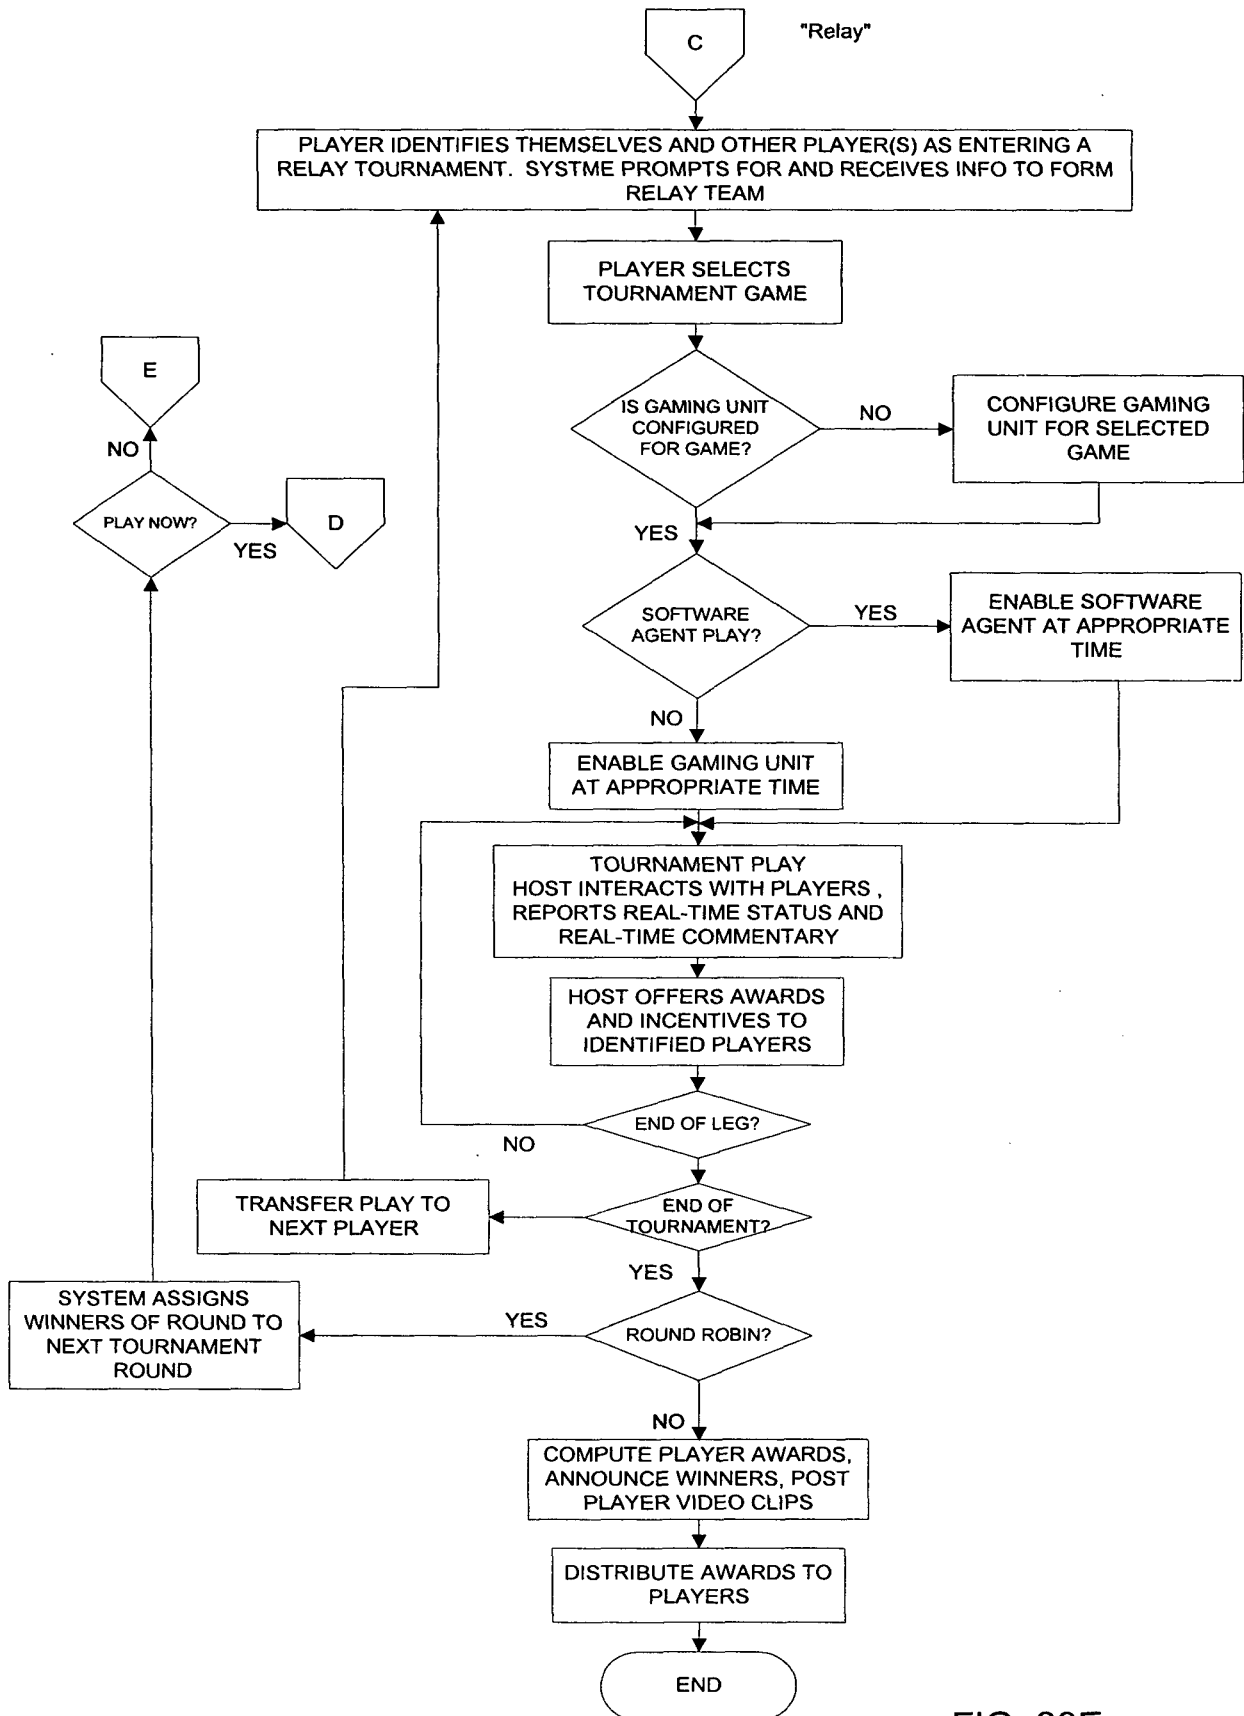 C
"Relay"
PLAYER IDENTIFIES THEMSELVES AND OTHER PLAYER(S) AS ENTERING A
RELAY TOURNAMENT. SYSTME PROMPTS FOR AND RECEIVES INFO TO FORM
RELAY TEAM
PLAYER SELECTS
TOURNAMENT GAME
E
IS GAMING UNIT
CONFIGURED
FOR GAME?
NO
CONFIGURE GAMING
UNIT FOR SELECTED
GAME
NO
PLAY NOW?
YES
D
YES
SOFTWARE
AGENT PLAY?
YES
ENABLE SOFTWARE
AGENT AT APPROPRIATE
TIME
NO
ENABLE GAMING UNIT
AT APPROPRIATE TIME
TOURNAMENT PLAY
HOST INTERACTS WITH PLAYERS ,
REPORTS REAL-TIME STATUS AND
REAL-TIME COMMENTARY
HOST OFFERS AWARDS
AND INCENTIVES TO
IDENTIFIED PLAYERS
END OF LEG?
NO
TRANSFER PLAY TO
NEXT PLAYER
END OF
TOURNAMENT?
YES
SYSTEM ASSIGNS
WINNERS OF ROUND TO
NEXT TOURNAMENT
ROUND
YES
ROUND ROBIN?
NO
COMPUTE PLAYER AWARDS,
ANNOUNCE WINNERS, POST
PLAYER VIDEO CLIPS
DISTRIBUTE AWARDS TO
PLAYERS
END